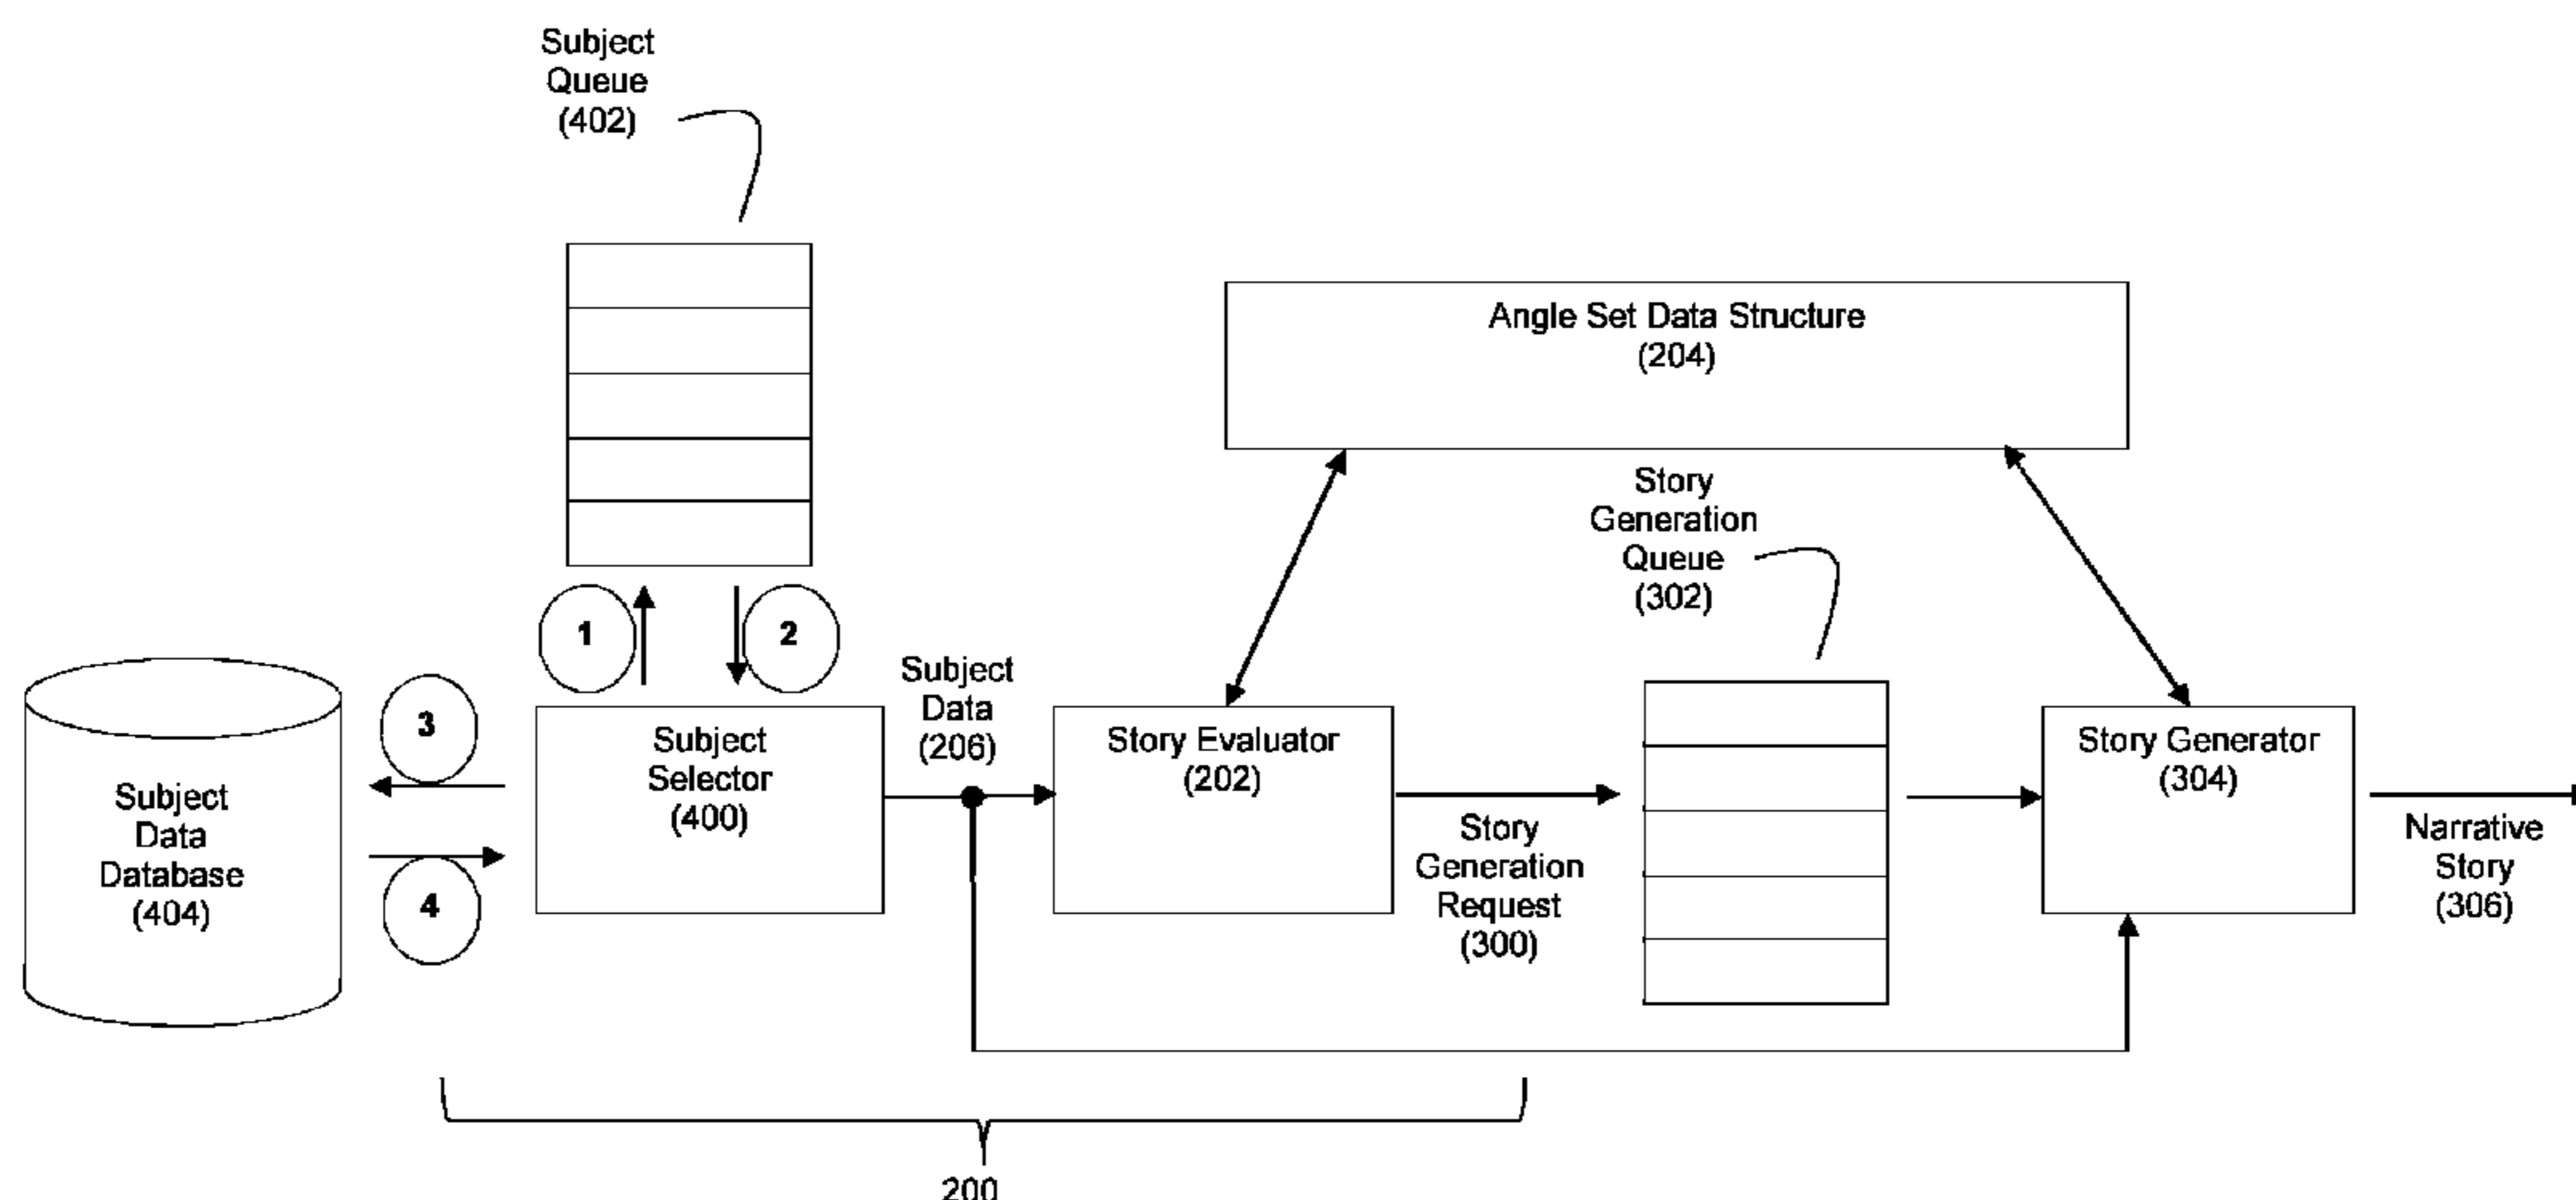 Subject
Queue
(402)
Angle Set Data Structure
(204)
Story
Generation
Queue
(302)
1
2
3
4
Subject
Data
Database
(404)
Subject
Selector
(400)
Subject
Data
(206)
Story Evaluator
(202)
Story
Generation
Request
(300)
Story Generator
(304)
Narrative
Story
(306)
200